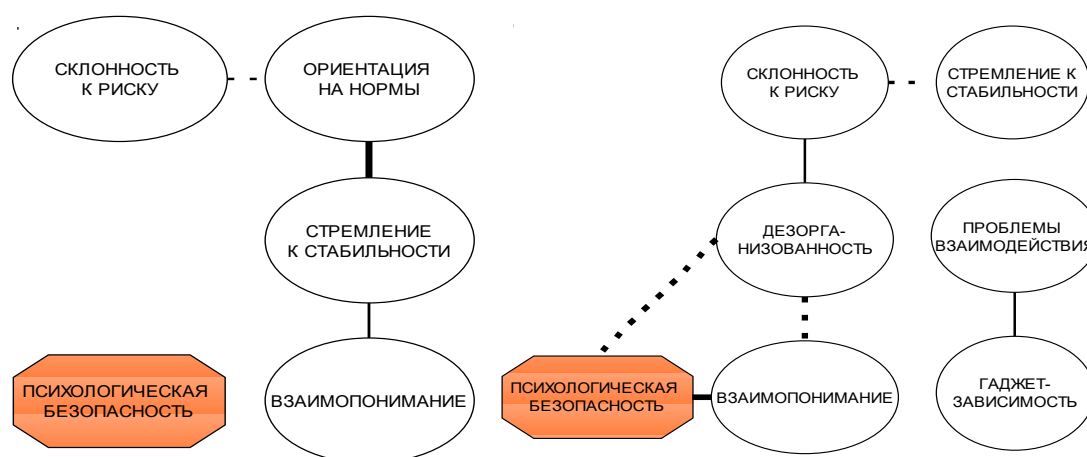 СКЛОННОСТЬ
К РИСКУ
ОРИЕНТАЦИЯ
НА НОРМЫ
СТРЕМЛЕНИЕ
К СТАБИЛЬНОСТИ
ПСИХОЛОГИЧЕСКАЯ
БЕЗОПАСНОСТЬ
ВЗАИМОПОНИМАНИЕ
СКЛОННОСТЬ
К РИСКУ
СТРЕМЛЕНИЕ К
СТАБИЛЬНОСТИ
ДЕЗОРГА-
НИЗОВАННОСТЬ
ПРОБЛЕМЫ
ВЗАИМОДЕЙСТВИЯ
ПСИХОЛОГИЧЕСКАЯ
БЕЗОПАСНОСТЬ
ВЗАИМОПОНИМАНИЕ
ГАДЖЕТ-
ЗАВИСИМОСТЬ